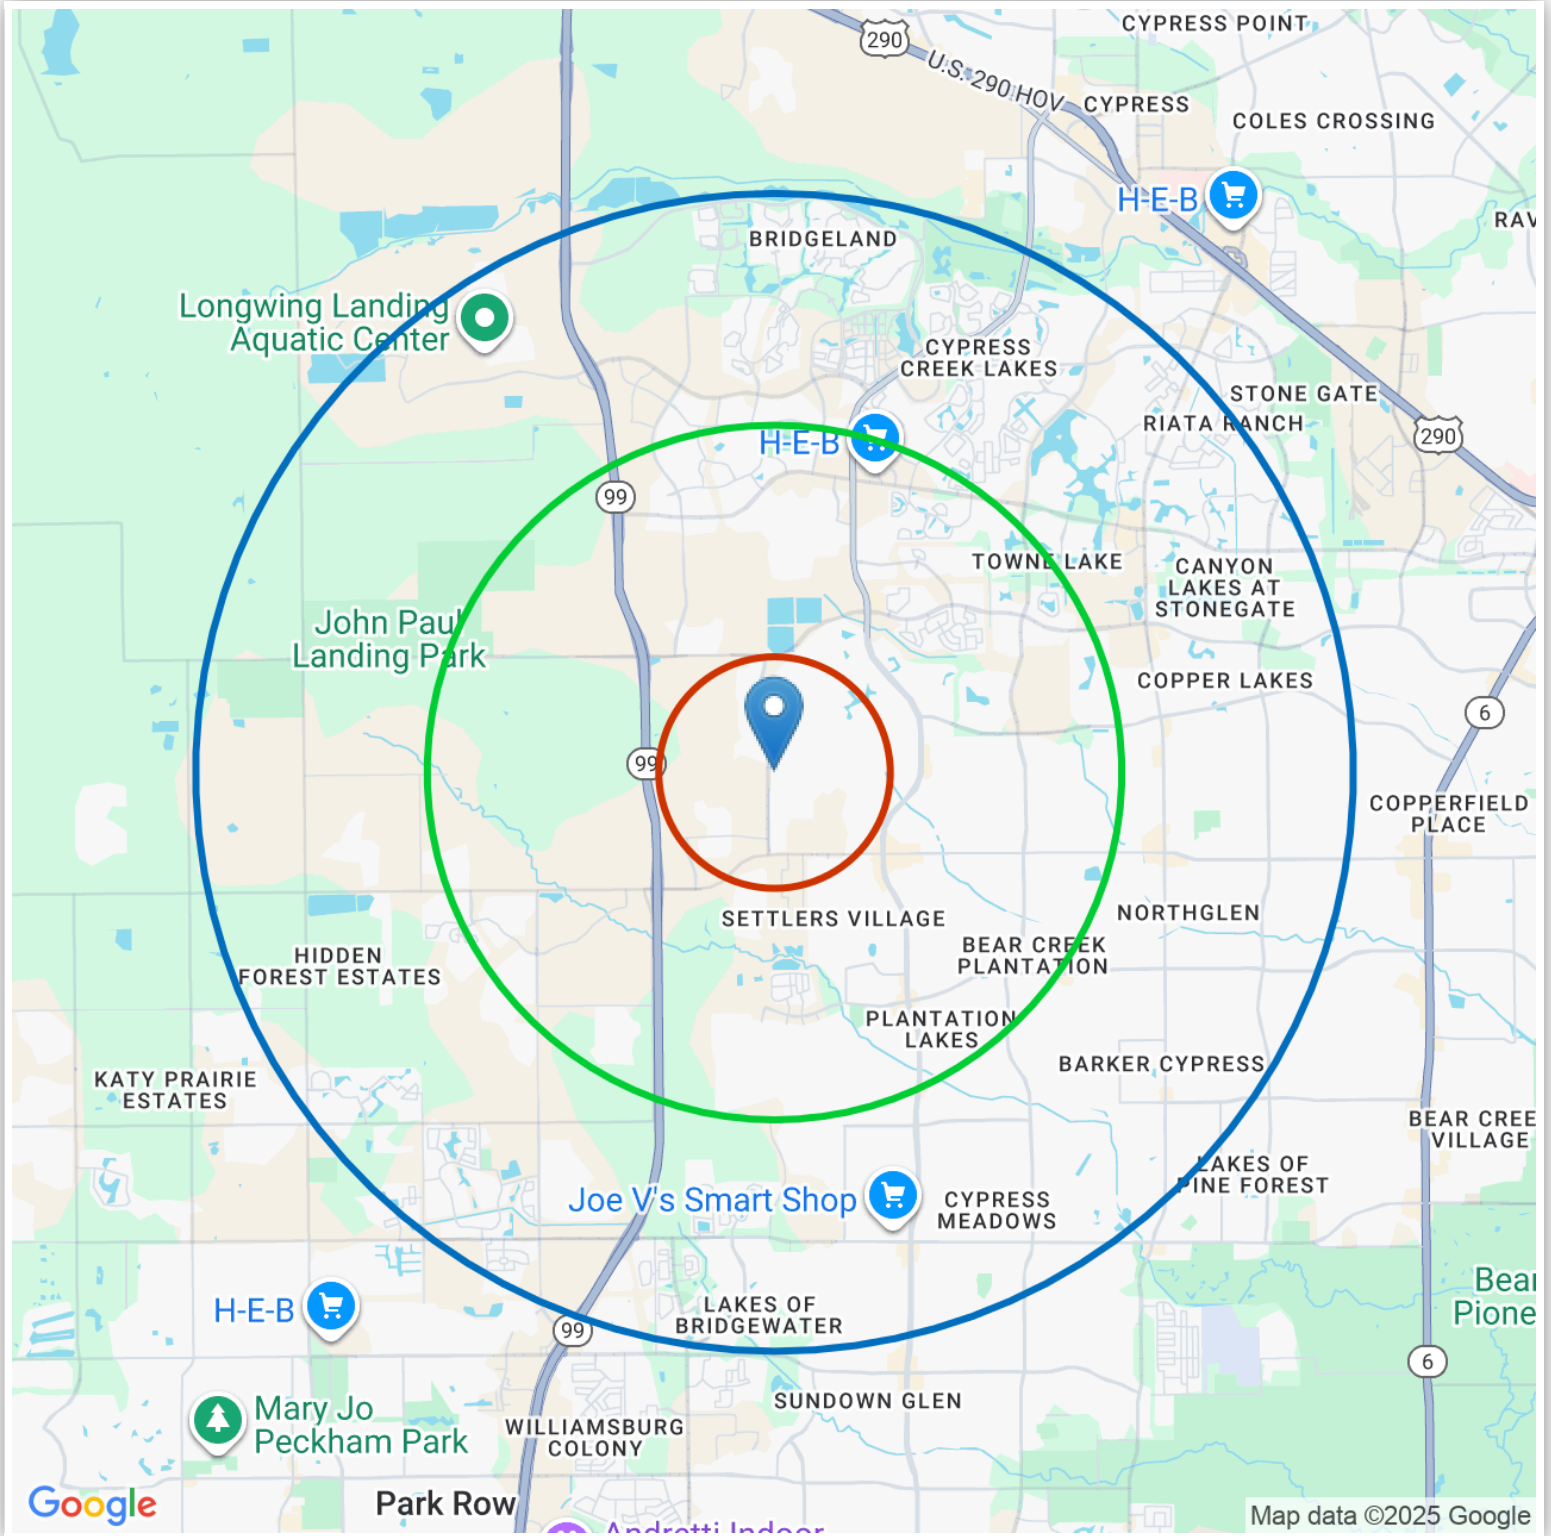 CYPRESS POINT
290
U.S. 290 HOV
CYPRESS
COLES CROSSING
H-E-B
RAV
BRIDGELAND
Longwing Landing
Aquatic Center
CYPRESS
CREEK LAKES
STONE GATE
RIATA RANCH
290
H-E-B
99
TOWNE LAKE
CANYON
LAKES AT
STONEGATE
John Paul
Landing Park
COPPER LAKES
6
99
COPPERFIELD
PLACE
SETTLERS VILLAGE
NORTHGLEN
BEAR CREEK
PLANTATION
HIDDEN
FOREST ESTATES
PLANTATION
LAKES
BARKER CYPRESS
KATY PRAIRIE
ESTATES
BEAR CREE
VILLAGE
LAKES OF
PINE FOREST
Joe V's Smart Shop
CYPRESS
MEADOWS
Bear
Pione
H-E-B
LAKES OF
BRIDGEWATER
99
6
SUNDOWN GLEN
Mary Jo
Peckham Park
WILLIAMSBURG
COLONY
Google
Park Row
Andretti Indoor
Map data ©2025 Google